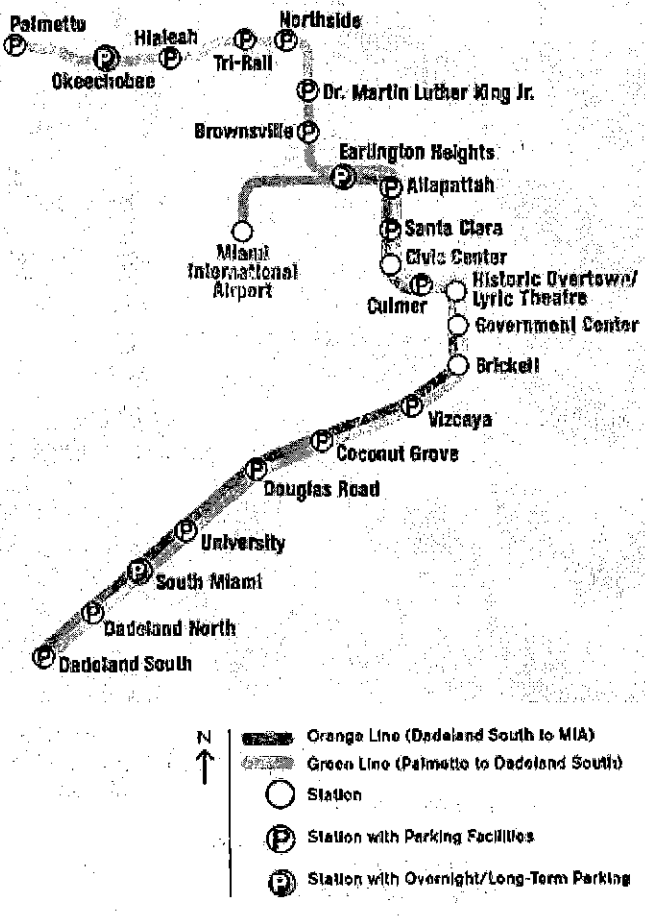 Palmetto
Okeechobee
Hialeah
Tri-Rail
Northside
Dr. Martin Luther King Jr.
Brownsville
Earlington Heights
Allapattah
Santa Clara
Miami
International
Airport
Civic Center
Culmer
Historic Overtown/
Lyric Theatre
Government Center
Brickell
Vizcaya
Coconut Grove
Douglas Road
University
South Miami
Dadeland North
Dadeland South
N
Orange Line (Dadeland South to MIA)
Green Line (Palmetto to Dadeland South)
Station
P Station with Parking Facilities
P Station with Overnight/Long-Term Parking